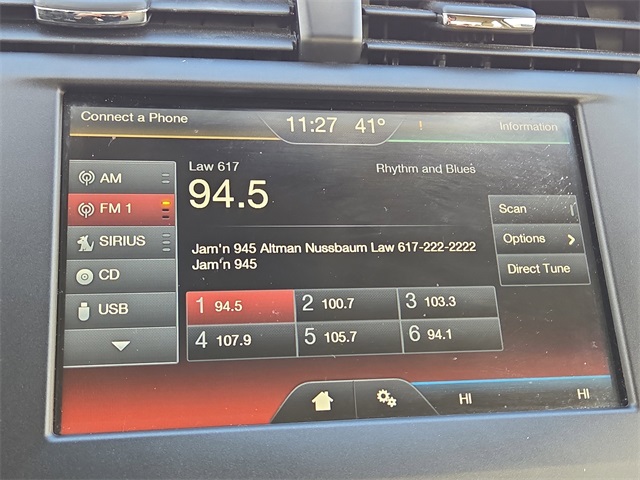 Connect a Phone
11:27 41°
Information
AM
FM 1
SIRIUS
CD
USB
Law 617
94.5
Rhythm and Blues
Jam'n 945 Altman Nussbaum Law 617-222-2222
Jam'n 945
Scan
Options
Direct Tune
1 94.5
2 100.7
3 103.3
4 107.9
5 105.7
6 94.1
HI
HI